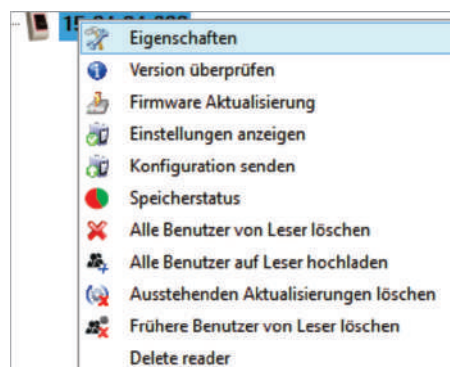 Eigenschaften
Version überprüfen
Firmware Aktualisierung
Einstellungen anzeigen
Konfiguration senden
Speicherstatus
Alle Benutzer von Leser löschen
Alle Benutzer auf Leser hochladen
Ausstehenden Aktualisierungen löschen
Frühere Benutzer von Leser löschen
Delete reader